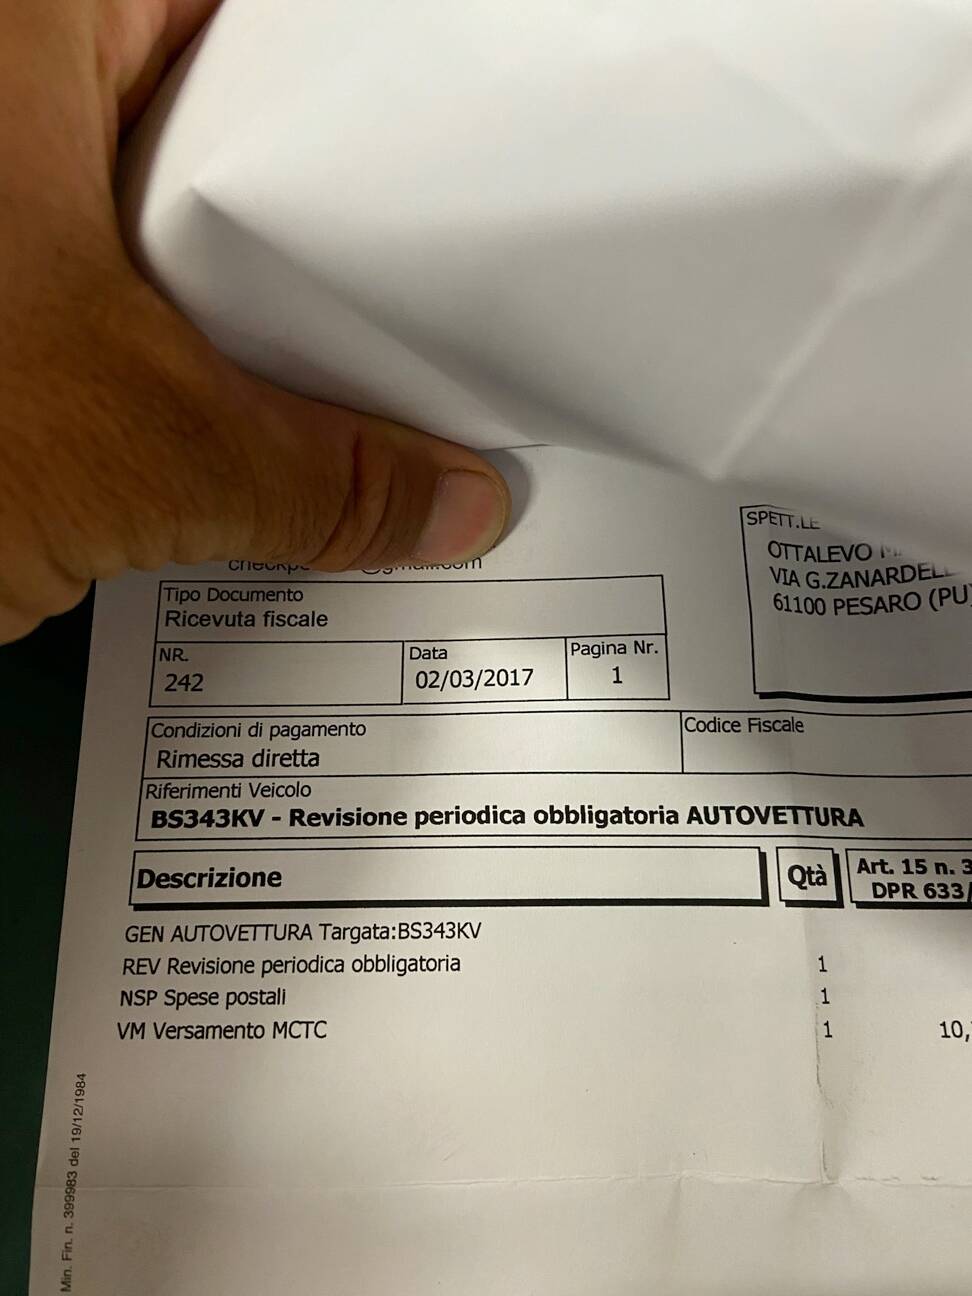 SPETT.LE
OTTALEVO
VIA G.ZANARDEL
61100 PESARO (PU)
Tipo Documento
Ricevuta fiscale
NR.
242
Data
02/03/2017
Pagina Nr.
1
Condizioni di pagamento
Rimessa diretta
Codice Fiscale
Riferimenti Veicolo
BS343KV - Revisione periodica obbligatoria AUTOVETTURA
Descrizione
Qtà
Art. 15 n. 3
DPR 633/
GEN AUTOVETTURA Targata:BS343KV
REV Revisione periodica obbligatoria 1
NSP Spese postali 1
VM Versamento MCTC 1 10,
Min. Fin. n. 399983 del 19/12/1984